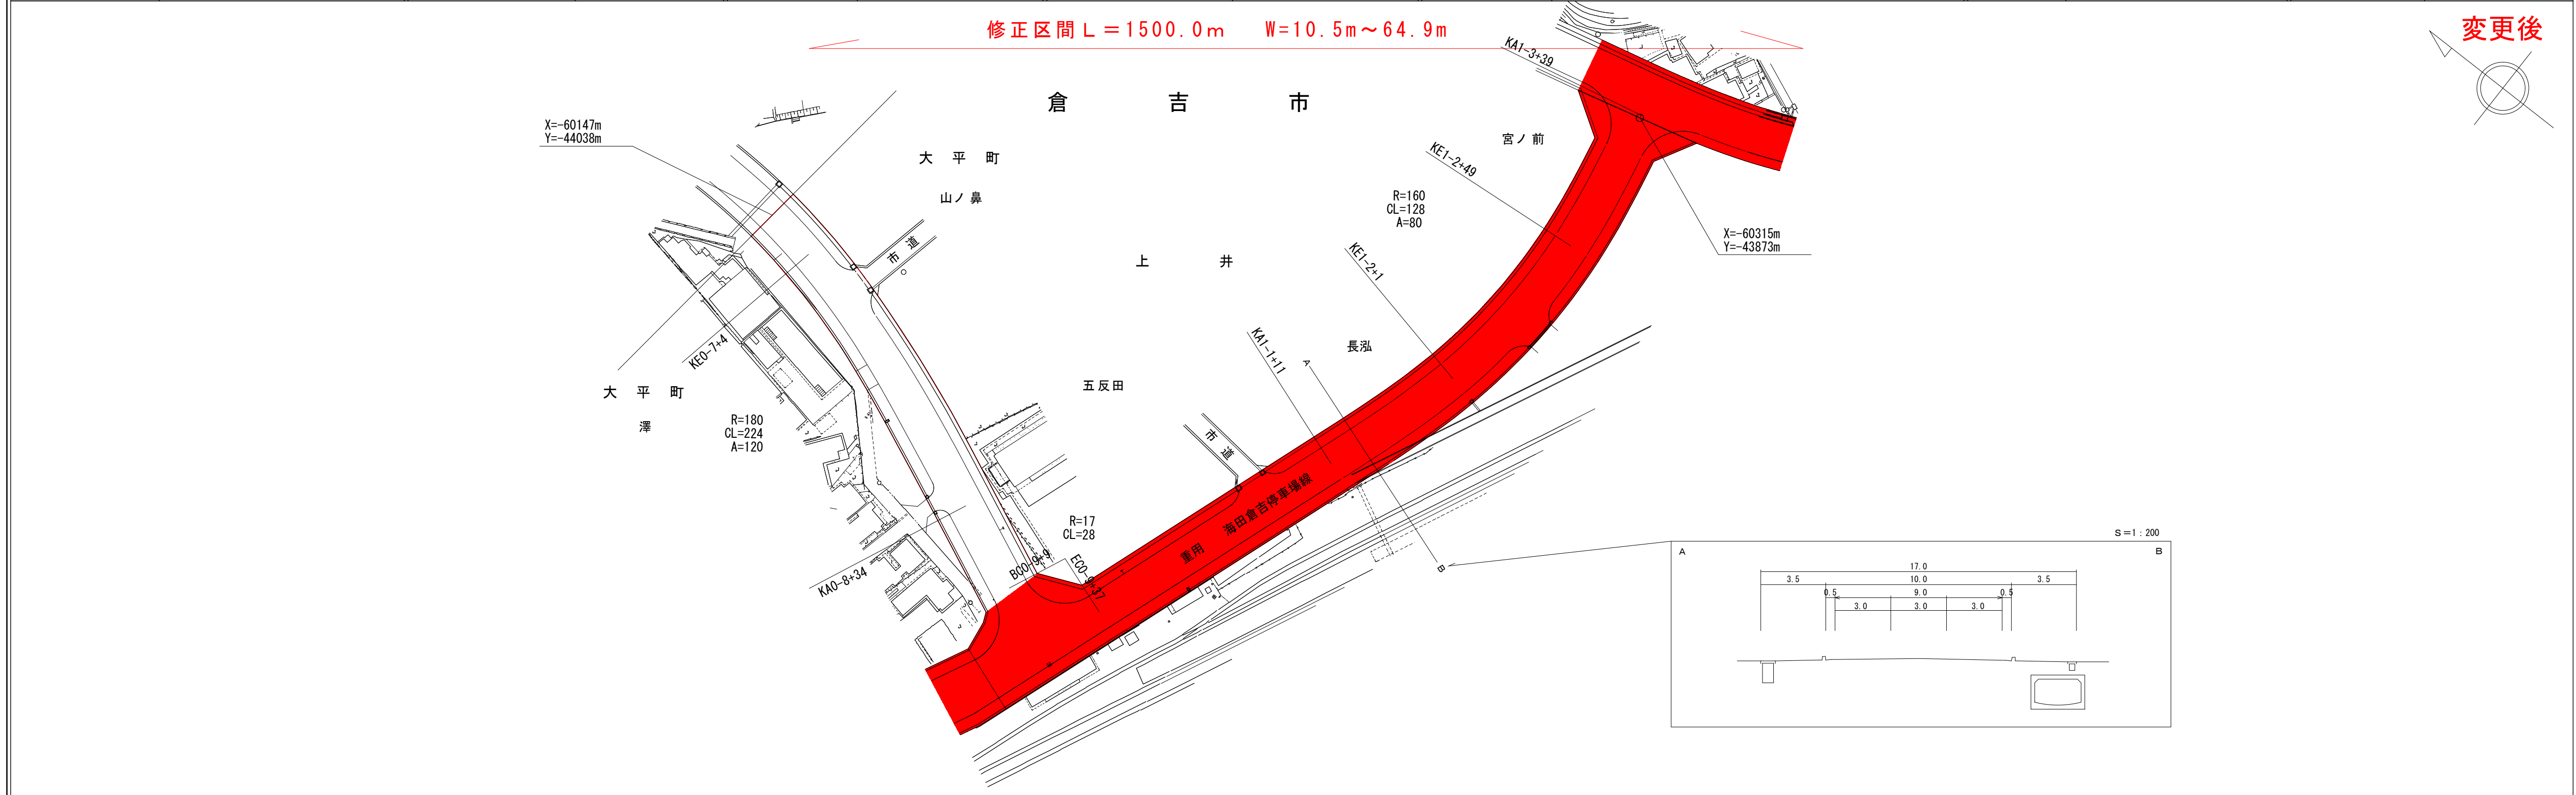 修正区間L=1500.0m　W=10.5m～64.9m
変更後
KA1-3+39
倉吉市
X=-60147m
Y=-44038m
大平町
宮ノ前
KE1-2+49
山ノ鼻
R=160
CL=128
A=80
X=-60315m
Y=-43873m
市道
上井
KE1-2+1
KE0-7+4
KA1-1+11
A
長泓
五反田
大平町
澤
R=180
CL=224
A=120
市道
重用　海田倉吉停車場線
R=17
CL=28
BC0-9+9
EC0-9+37
KA0-8+34
B
S=1:200
A
B
17.0
3.5
10.0
3.5
0.5
9.0
0.5
3.0
3.0
3.0